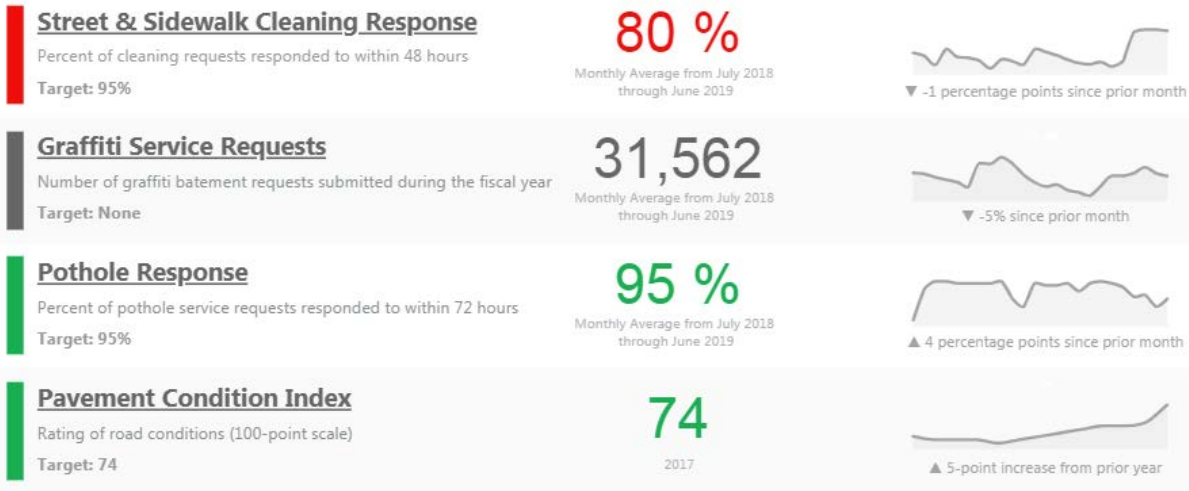 Street & Sidewalk Cleaning Response
Percent of cleaning requests responded to within 48 hours
Target: 95%
80 %
Monthly Average from July 2018
through June 2019
▼ -1 percentage points since prior month
Graffiti Service Requests
Number of graffiti batement requests submitted during the fiscal year
Target: None
31,562
Monthly Average from July 2018
through June 2019
▼ -5% since prior month
Pothole Response
Percent of pothole service requests responded to within 72 hours
Target: 95%
95 %
Monthly Average from July 2018
through June 2019
▲ 4 percentage points since prior month
Pavement Condition Index
Rating of road conditions (100-point scale)
Target: 74
74
2017
▲ 5-point increase from prior year